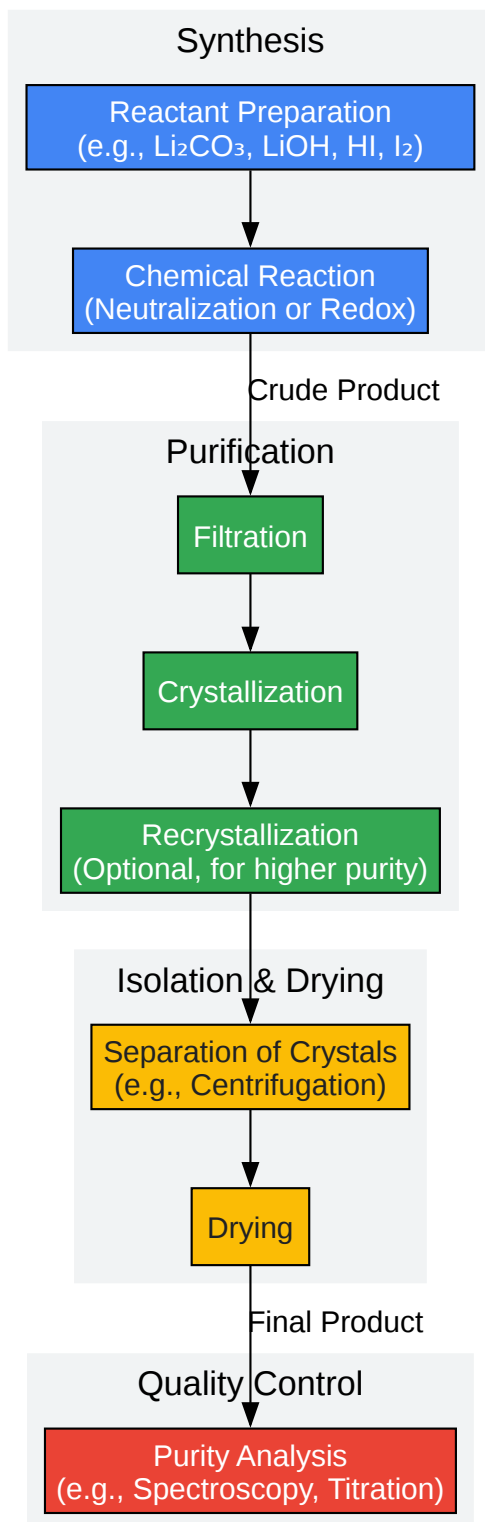 Synthesis
Reactant Preparation
(e.g., Li₂CO₃, LiOH, HI, I₂)
Chemical Reaction
(Neutralization or Redox)
Crude Product
Purification
Filtration
Crystallization
Recrystallization
(Optional, for higher purity)
Isolation & Drying
Separation of Crystals
(e.g., Centrifugation)
Drying
Final Product
Quality Control
Purity Analysis
(e.g., Spectroscopy, Titration)